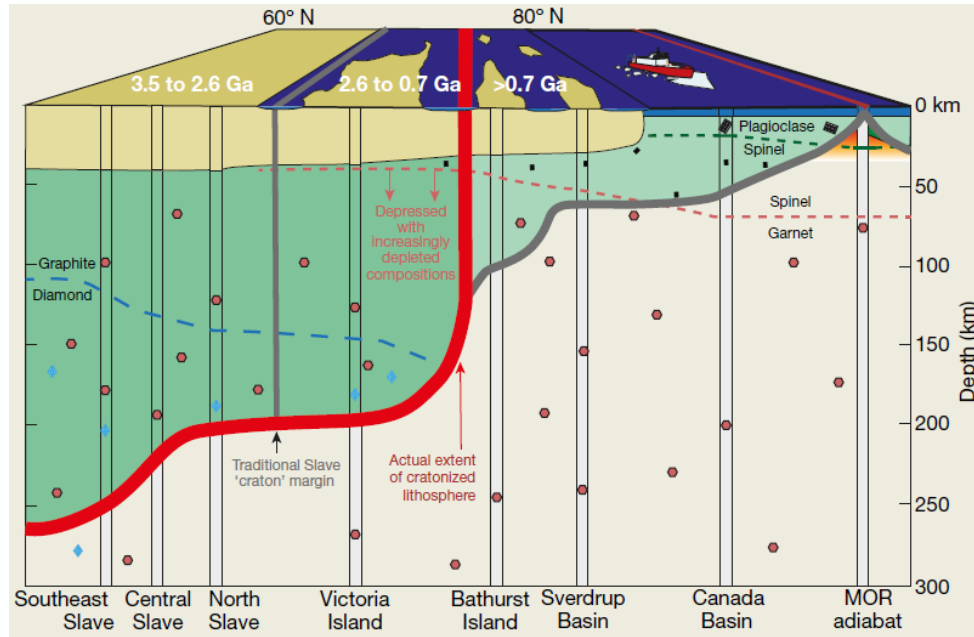 60° N
80° N
3.5 to 2.6 Ga
2.6 to 0.7 Ga
>0.7 Ga
0 km
Plagioclase
Spinel
50
Depressed
with
increasingly
depleted
compositions
Spinel
Garnet
Graphite
Diamond
100
150
200
250
300
Depth (km)
Traditional Slave
'craton' margin
Actual extent
of cratonized
lithosphere
Southeast
Slave
Central
Slave
North
Slave
Victoria
Island
Bathurst
Island
Sverdrup
Basin
Canada
Basin
MOR
adiabat